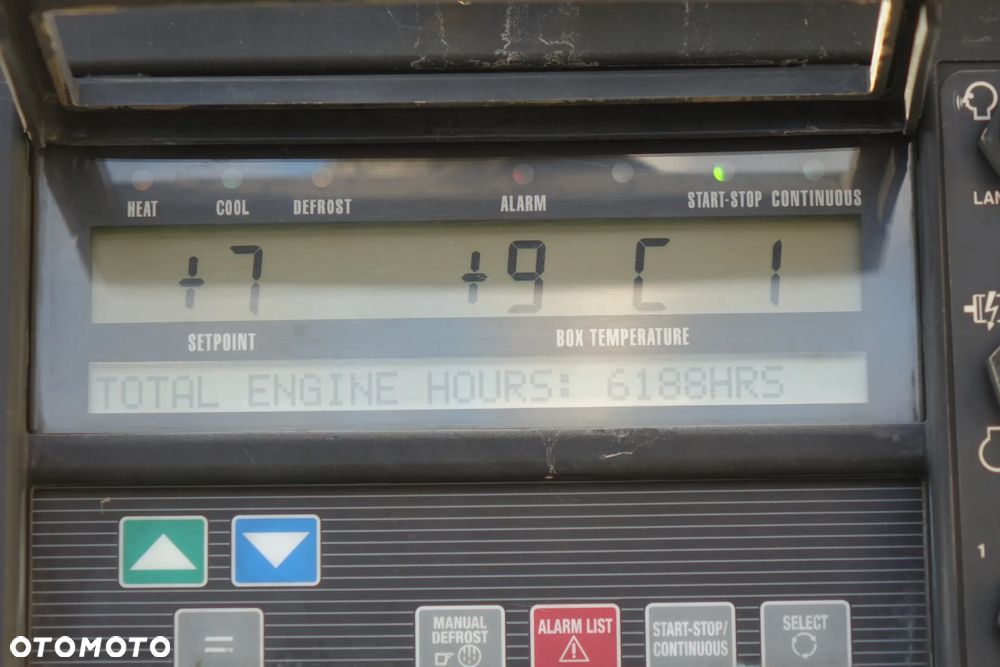 HEAT COOL DEFROST ALARM START-STOP CONTINUOUS
+7 +9 C 1
SETPOINT BOX TEMPERATURE
TOTAL ENGINE HOURS: 6188HRS
MANUAL
DEFROST
ALARM LIST
START-STOP/
CONTINUOUS
SELECT
=
1
OTOMOTO